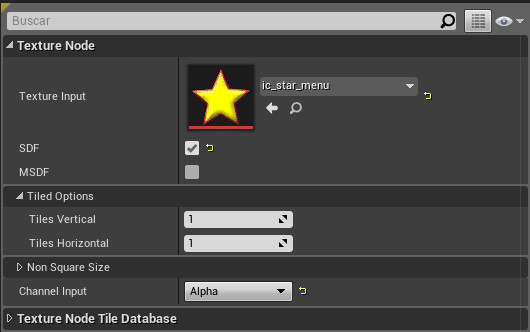 Buscar
Texture Node
Texture Input
ic_star_menu
SDF
MSDF
Tiled Options
Tiles Vertical 1
Tiles Horizontal 1
Non Square Size
Channel Input Alpha
Texture Node Tile Database